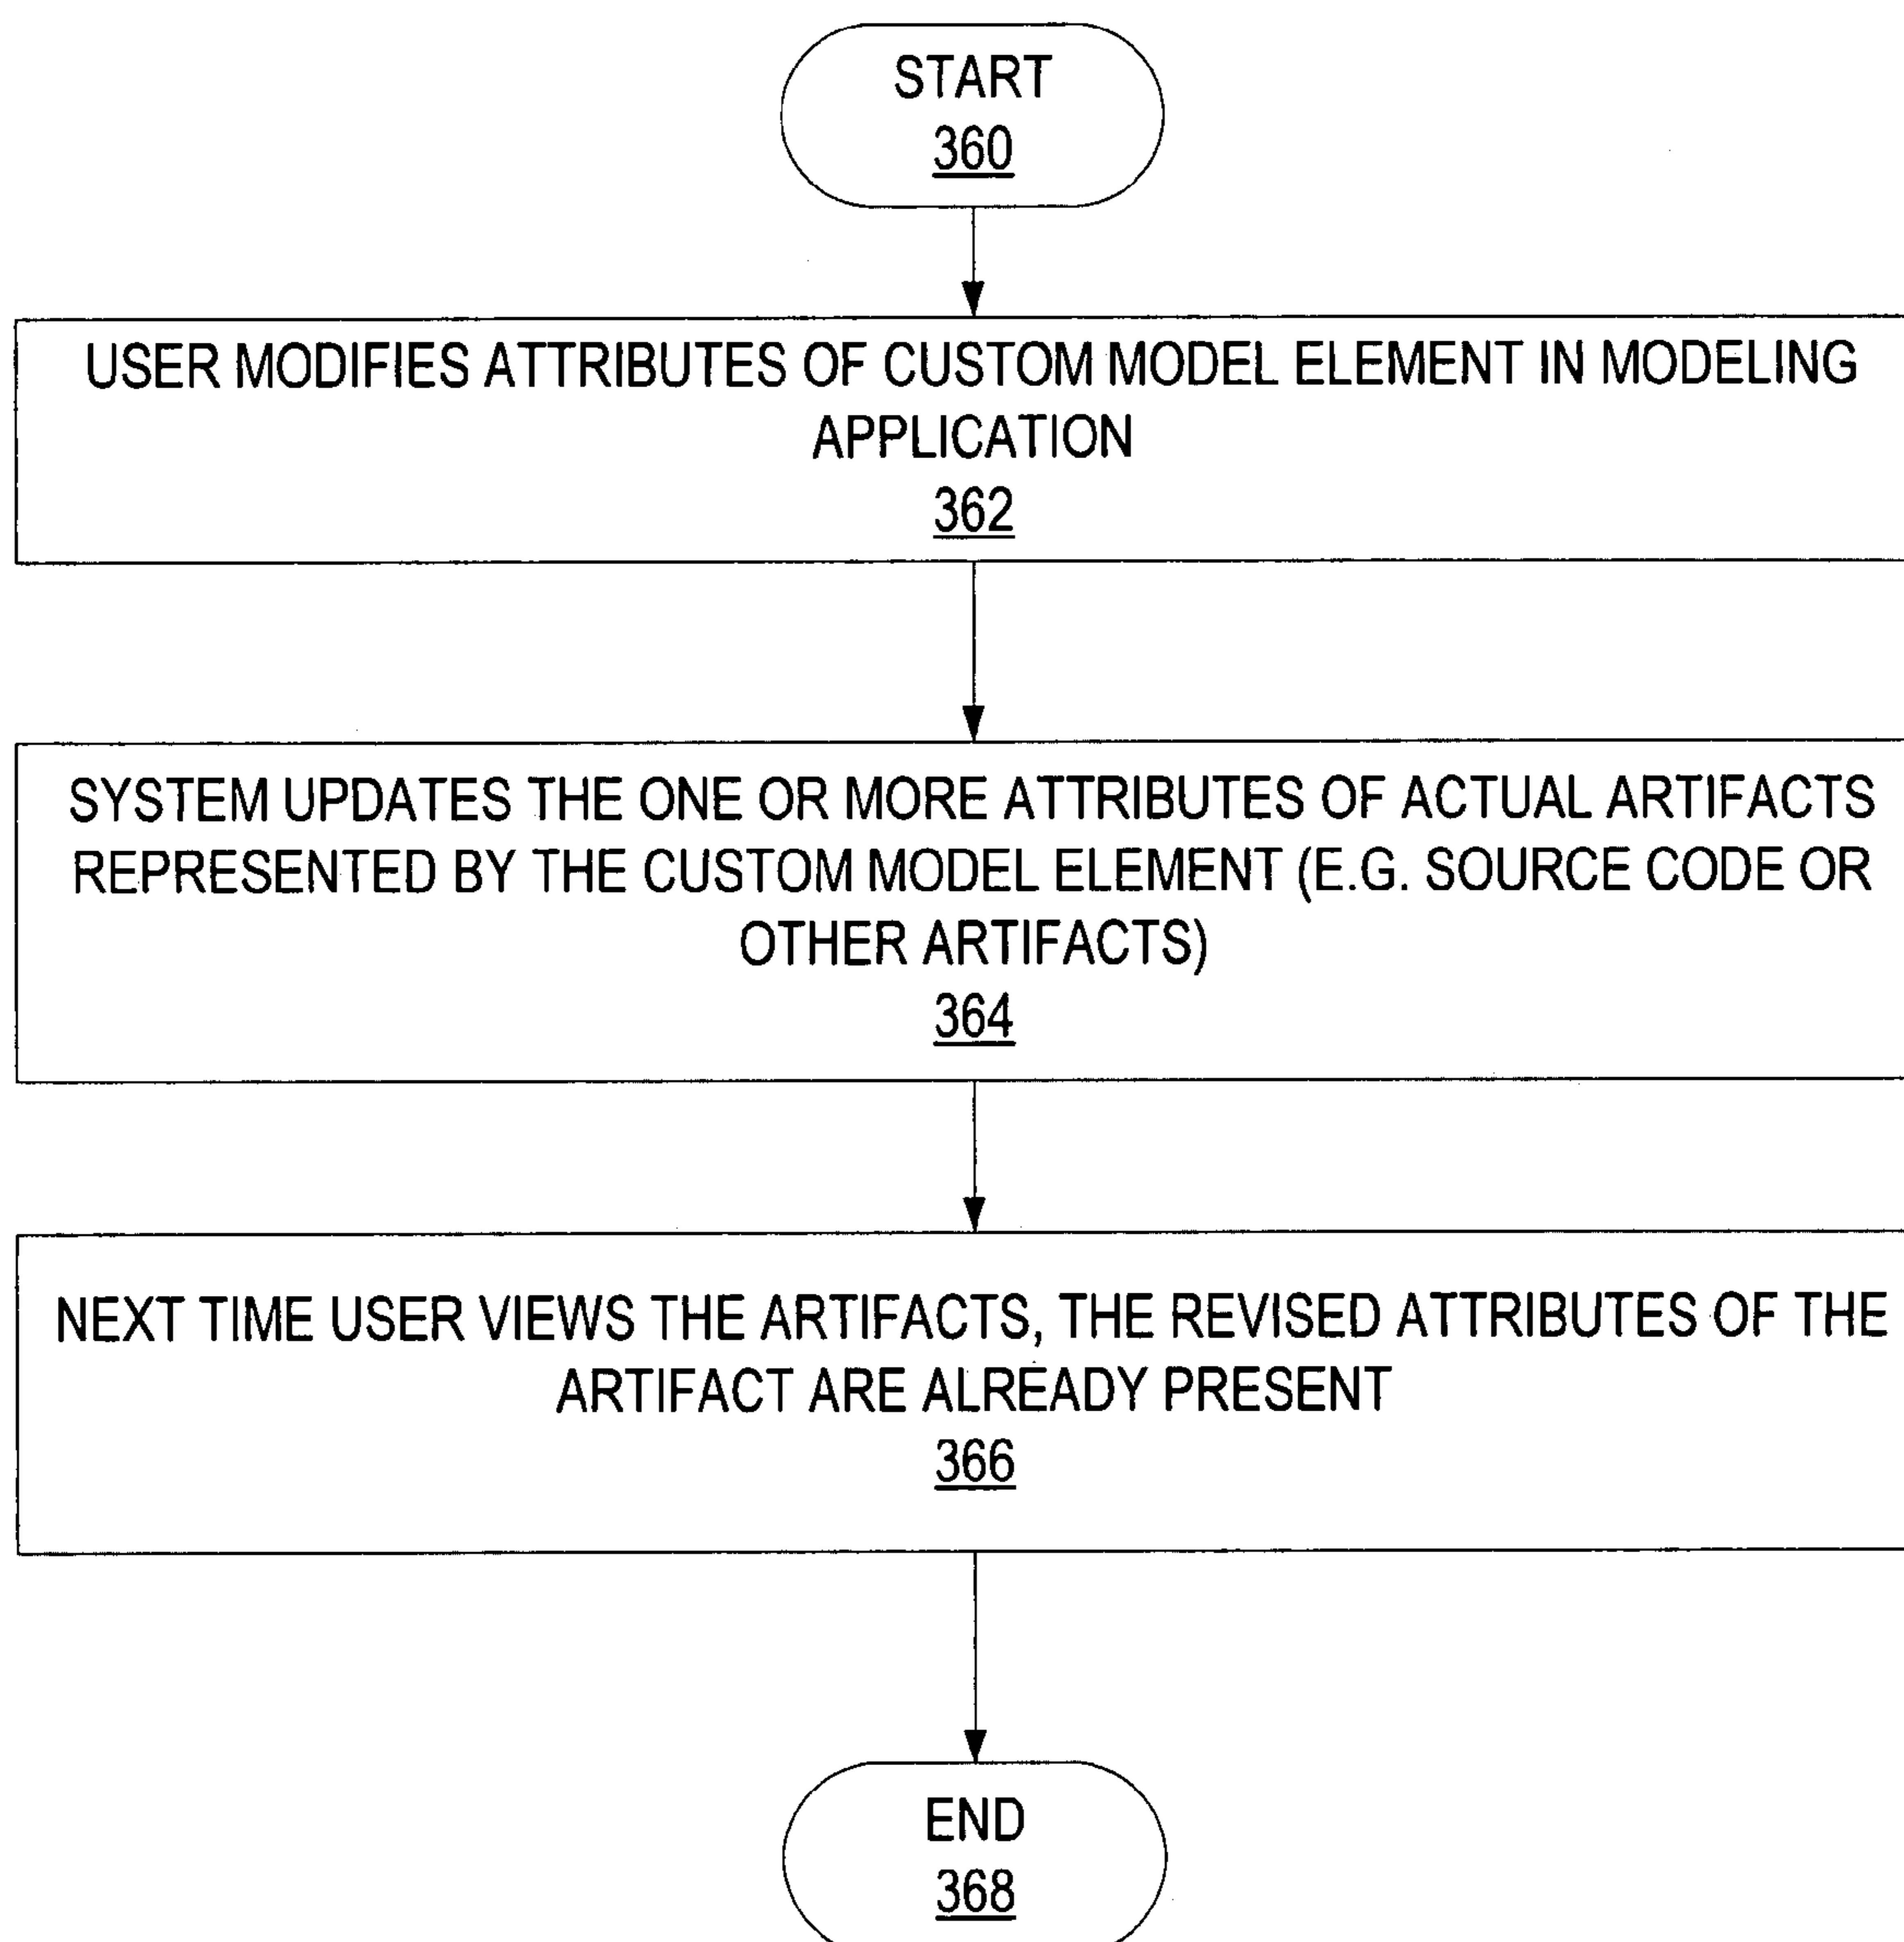 START
360
USER MODIFIES ATTRIBUTES OF CUSTOM MODEL ELEMENT IN MODELING
APPLICATION
362
SYSTEM UPDATES THE ONE OR MORE ATTRIBUTES OF ACTUAL ARTIFACTS
REPRESENTED BY THE CUSTOM MODEL ELEMENT (E.G. SOURCE CODE OR
OTHER ARTIFACTS)
364
NEXT TIME USER VIEWS THE ARTIFACTS, THE REVISED ATTRIBUTES OF THE
ARTIFACT ARE ALREADY PRESENT
366
END
368